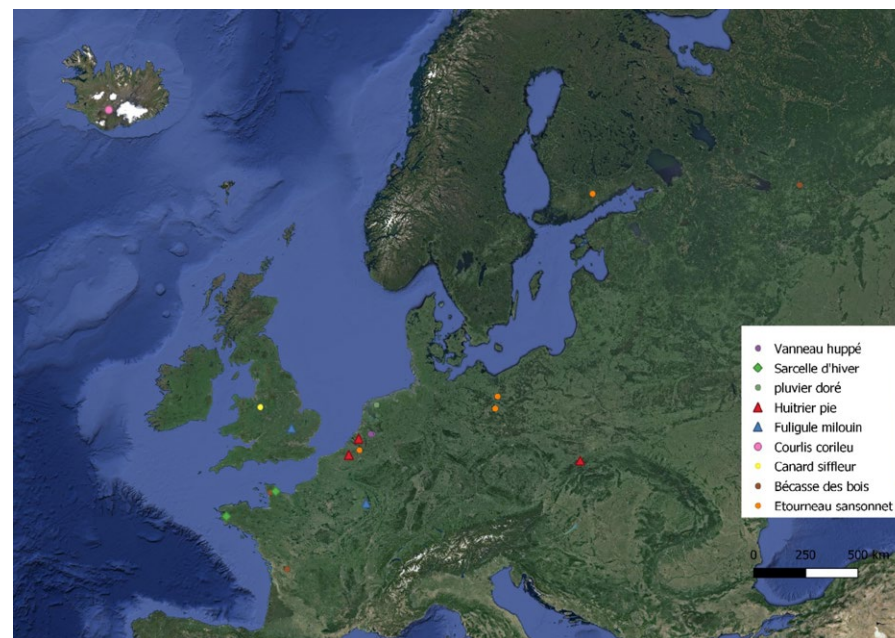 Vanneau huppé
Sarcelle d'hiver
pluvier doré
Huitrier pie
Fuligule milouin
Courlis corileu
Canard siffleur
Bécasse des bois
Etourneau sansonnet
0 250 500 km